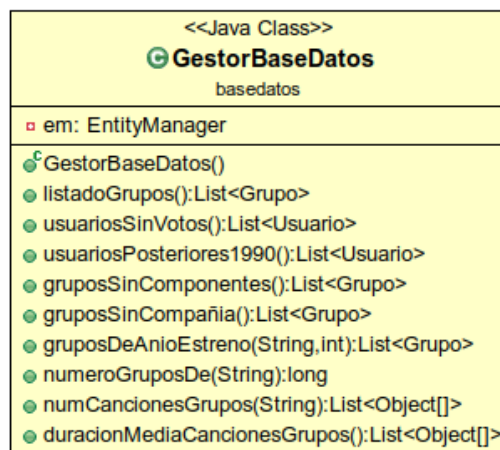 <<Java Class>>
GestorBaseDatos
basedatos
em: EntityManager
GestorBaseDatos()
listadoGrupos():List<Grupo>
usuariosSinVotos():List<Usuario>
usuariosPosteriores1990():List<Usuario>
gruposSinComponentes():List<Grupo>
gruposSinCompañia():List<Grupo>
gruposDeAnioEstreno(String,int):List<Grupo>
numeroGruposDe(String):long
numCancionesGrupos(String):List<Object[]>
duracionMediaCancionesGrupos():List<Object[]>